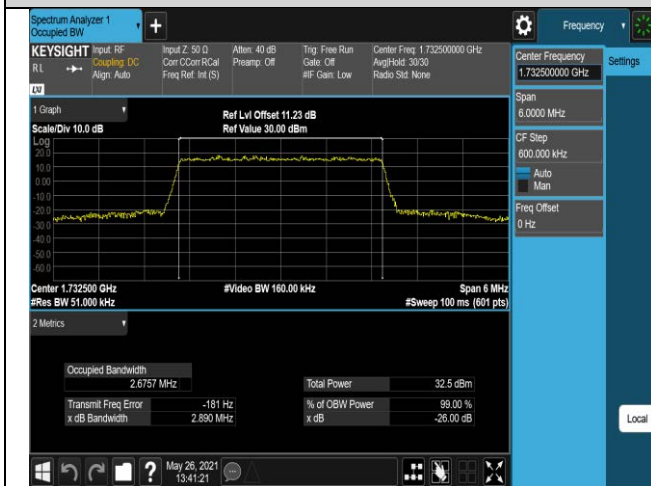 Spectrum Analyzer 1
Occupied BW
+
Frequency
KEYSIGHT
RL
LXI
Input: RF
Coupling: DC
Align: Auto
Input Z: 50 Ω
Corr CCorr RCal
Freq Ref: Int (S)
Atten: 40 dB
Preamp: Off
Trig: Free Run
Gate: Off
#IF Gain: Low
Center Freq: 1.732500000 GHz
Avg|Hold: 30/30
Radio Std: None
Center Frequency
1.732500000 GHz
Settings
Span
6.0000 MHz
CF Step
600.000 kHz
Auto
Man
Freq Offset
0 Hz
1 Graph
Scale/Div 10.0 dB
Ref Lvl Offset 11.23 dB
Ref Value 30.00 dBm
Log
20.0
10.0
0.00
-10.0
-20.0
-30.0
-40.0
-50.0
-60.0
Center 1.732500 GHz
#Video BW 160.00 kHz
Span 6 MHz
#Res BW 51.000 kHz
#Sweep 100 ms (601 pts)
2 Metrics
Occupied Bandwidth
2.6757 MHz
Total Power 32.5 dBm
Transmit Freq Error -181 Hz
% of OBW Power 99.00 %
x dB Bandwidth 2.890 MHz
x dB -26.00 dB
Local
?
May 26, 2021
13:41:21